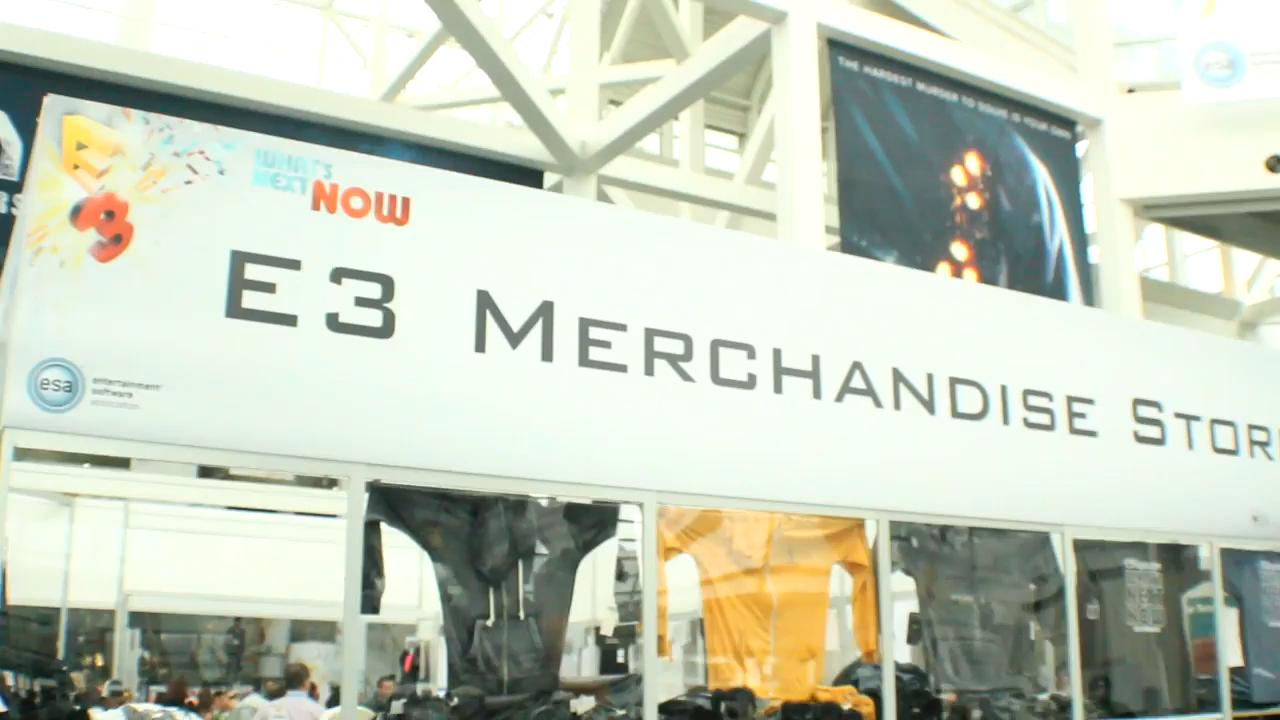 THE HARDEST MURDER TO SOLVE IS YOUR OWN
E3
WHAT'S
NEXT NOW
E3 MERCHANDISE STOR
esa
entertainment
software
association